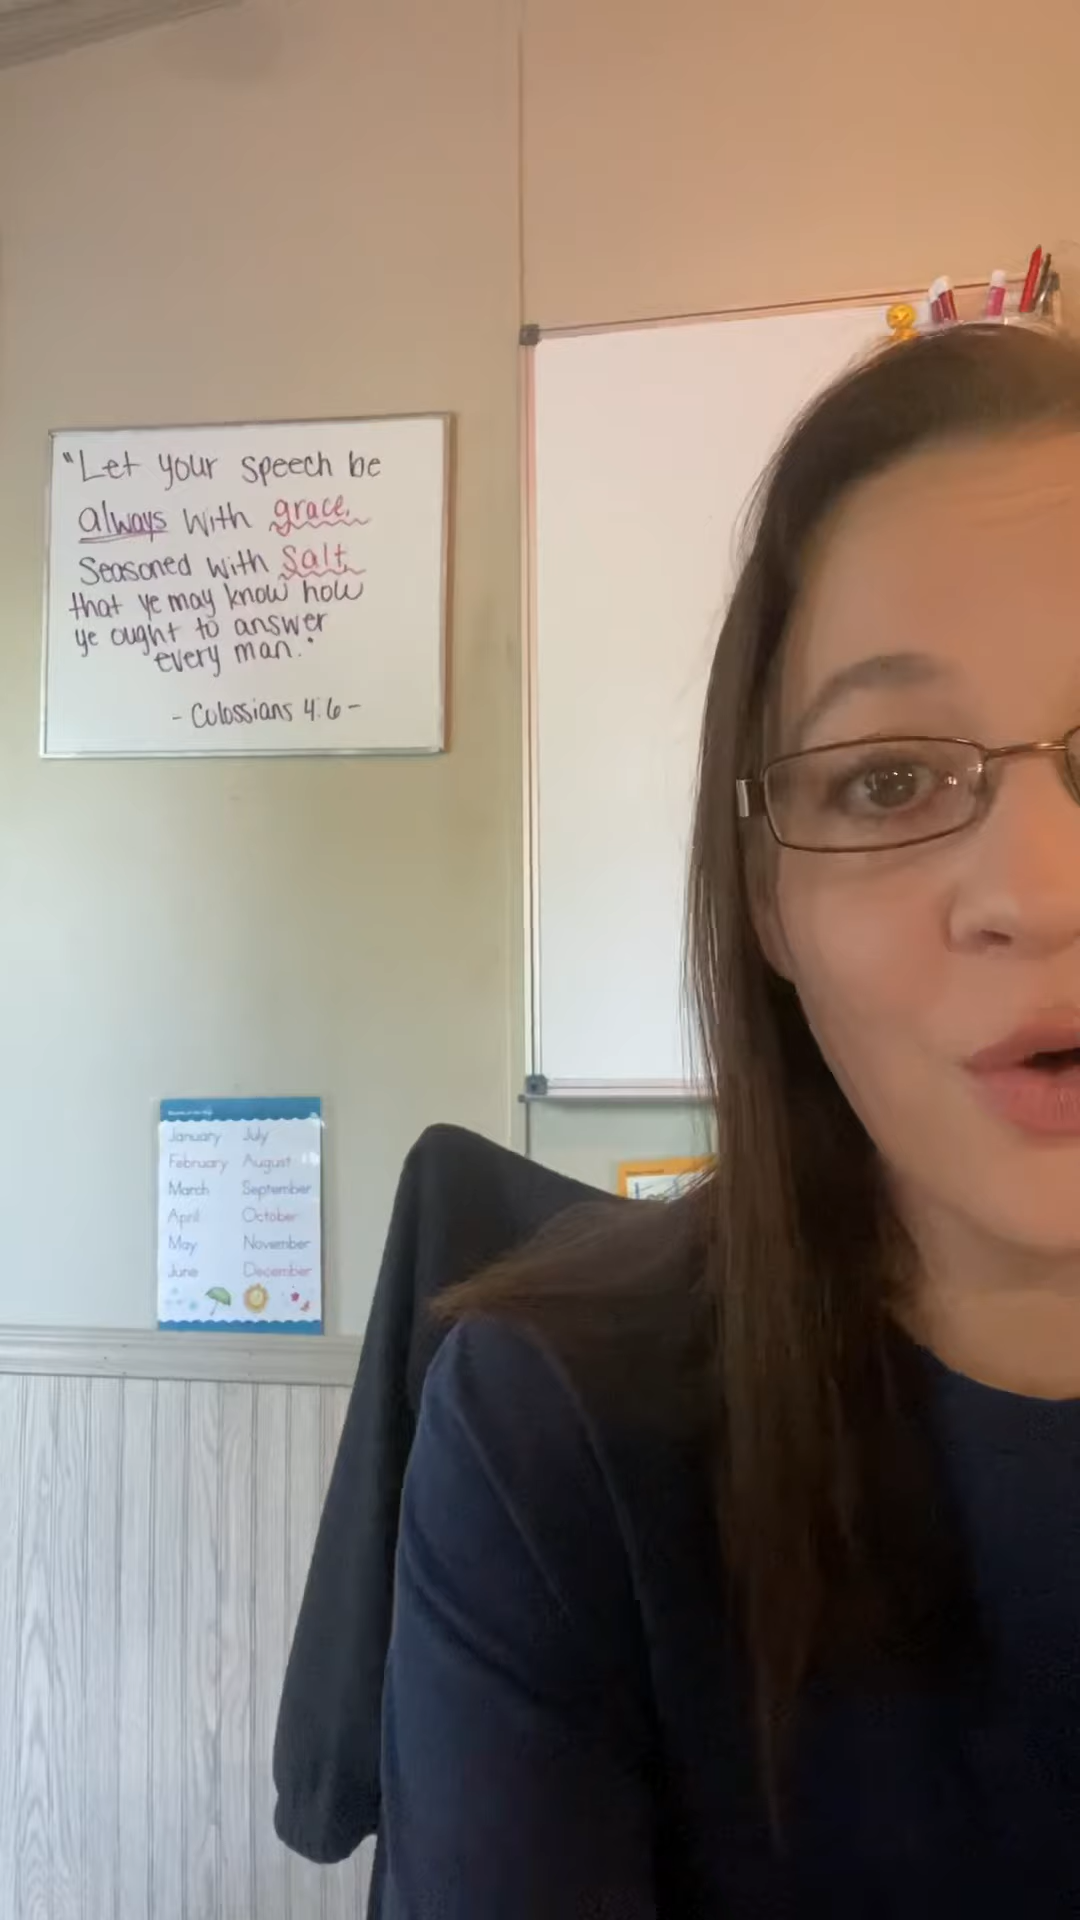 "Let your speech be
always with grace,
Seasoned with Salt,
that ye may know how
ye ought to answer
every man."
- Colossians 4:6 -
January July
February August
March September
April October
May November
June December